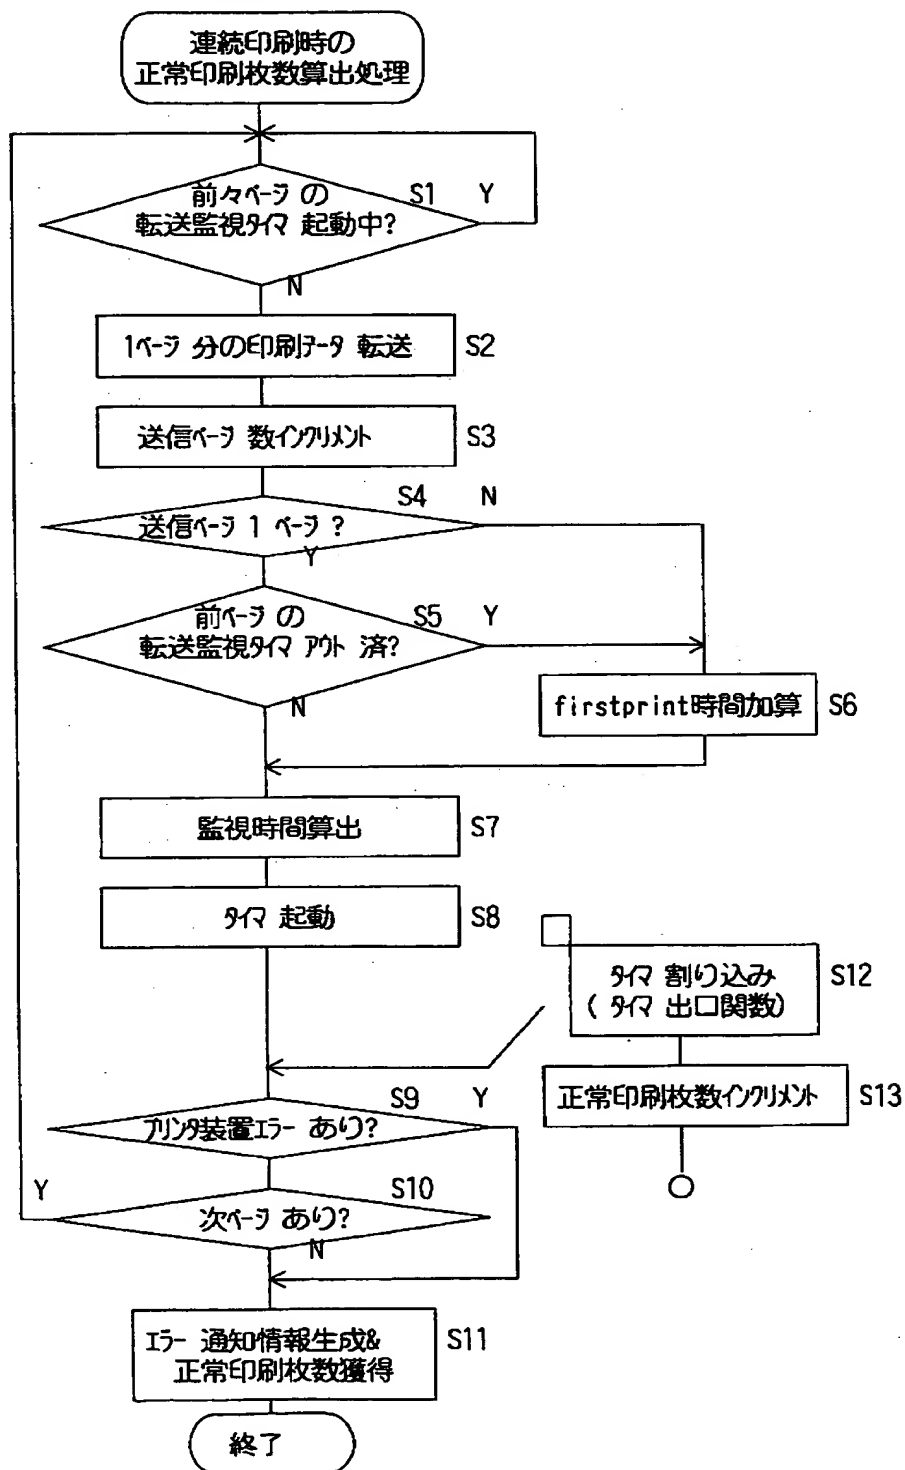 連続印刷時の
正常印刷枚数算出処理
前々ページ の
転送監視タイマ 起動中?
S1
Y
N
1ページ 分の印刷データ 転送
S2
送信ページ 数インクリメント
S3
S4
N
送信ページ 1 ページ ?
Y
前ページ の
転送監視タイマ アウト 済?
S5
Y
N
firstprint時間加算
S6
監視時間算出
S7
タイマ 起動
S8
タイマ 割り込み
( タイマ 出口関数)
S12
正常印刷枚数インクリメント
S13
S9
Y
プリンタ装置エラー あり?
Y
S10
次ページ あり?
N
エラー 通知情報生成&
正常印刷枚数獲得
S11
終了